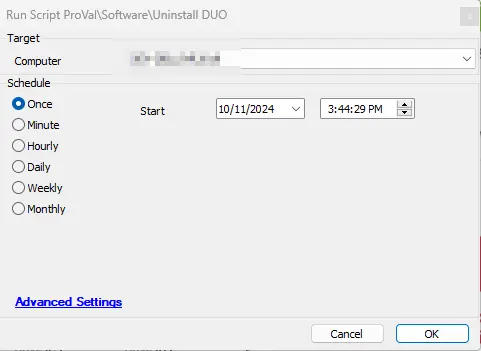 Run Script ProVal\Software\Uninstall DUO
Target
Computer
Schedule
Once
Minute
Start
10/11/2024
3:44:29 PM
Hourly
Daily
Weekly
Monthly
Advanced Settings
Cancel
OK